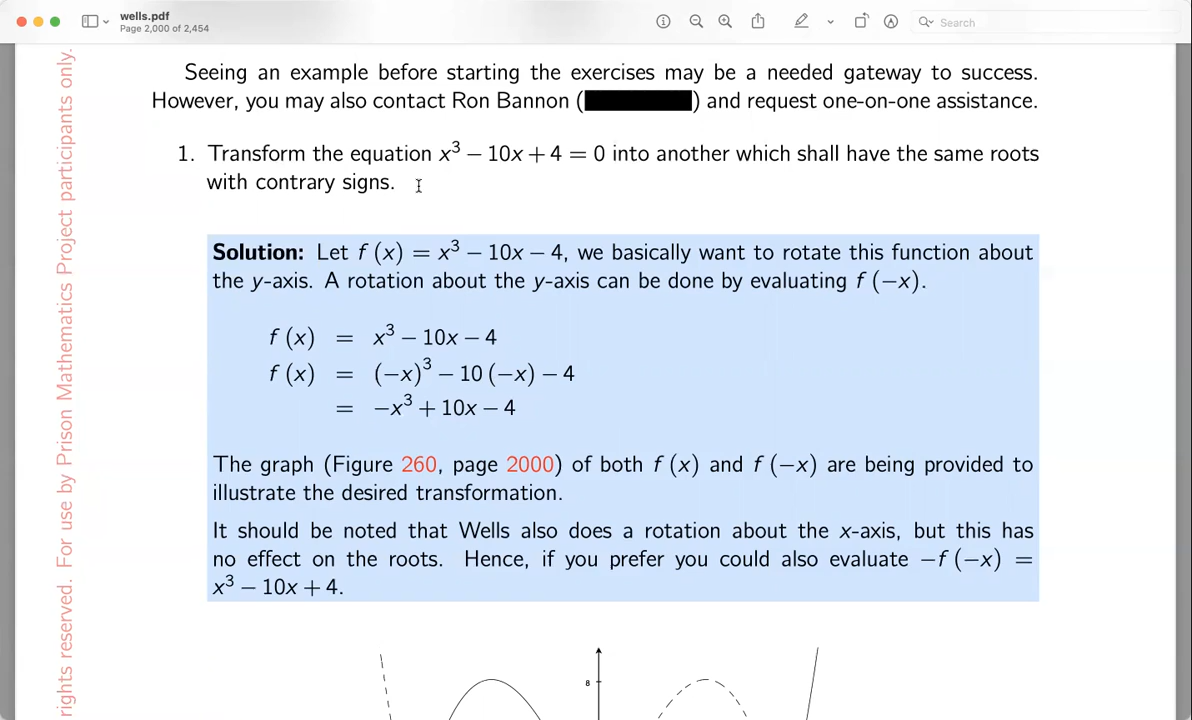 wells.pdf
Page 2,000 of 2,454
Search
rights reserved. For use by Prison Mathematics Project participants only.
Seeing an example before starting the exercises may be a needed gateway to success.
However, you may also contact Ron Bannon ( ) and request one-on-one assistance.
1. Transform the equation x³ − 10x + 4 = 0 into another which shall have the same roots
with contrary signs.
Solution: Let f (x) = x³ − 10x − 4, we basically want to rotate this function about
the y-axis. A rotation about the y-axis can be done by evaluating f (−x).
f (x) = x³ − 10x − 4
f (x) = (−x)³ − 10 (−x) − 4
= −x³ + 10x − 4
The graph (Figure 260, page 2000) of both f (x) and f (−x) are being provided to
illustrate the desired transformation.
It should be noted that Wells also does a rotation about the x-axis, but this has
no effect on the roots. Hence, if you prefer you could also evaluate −f (−x) =
x³ − 10x + 4.
8